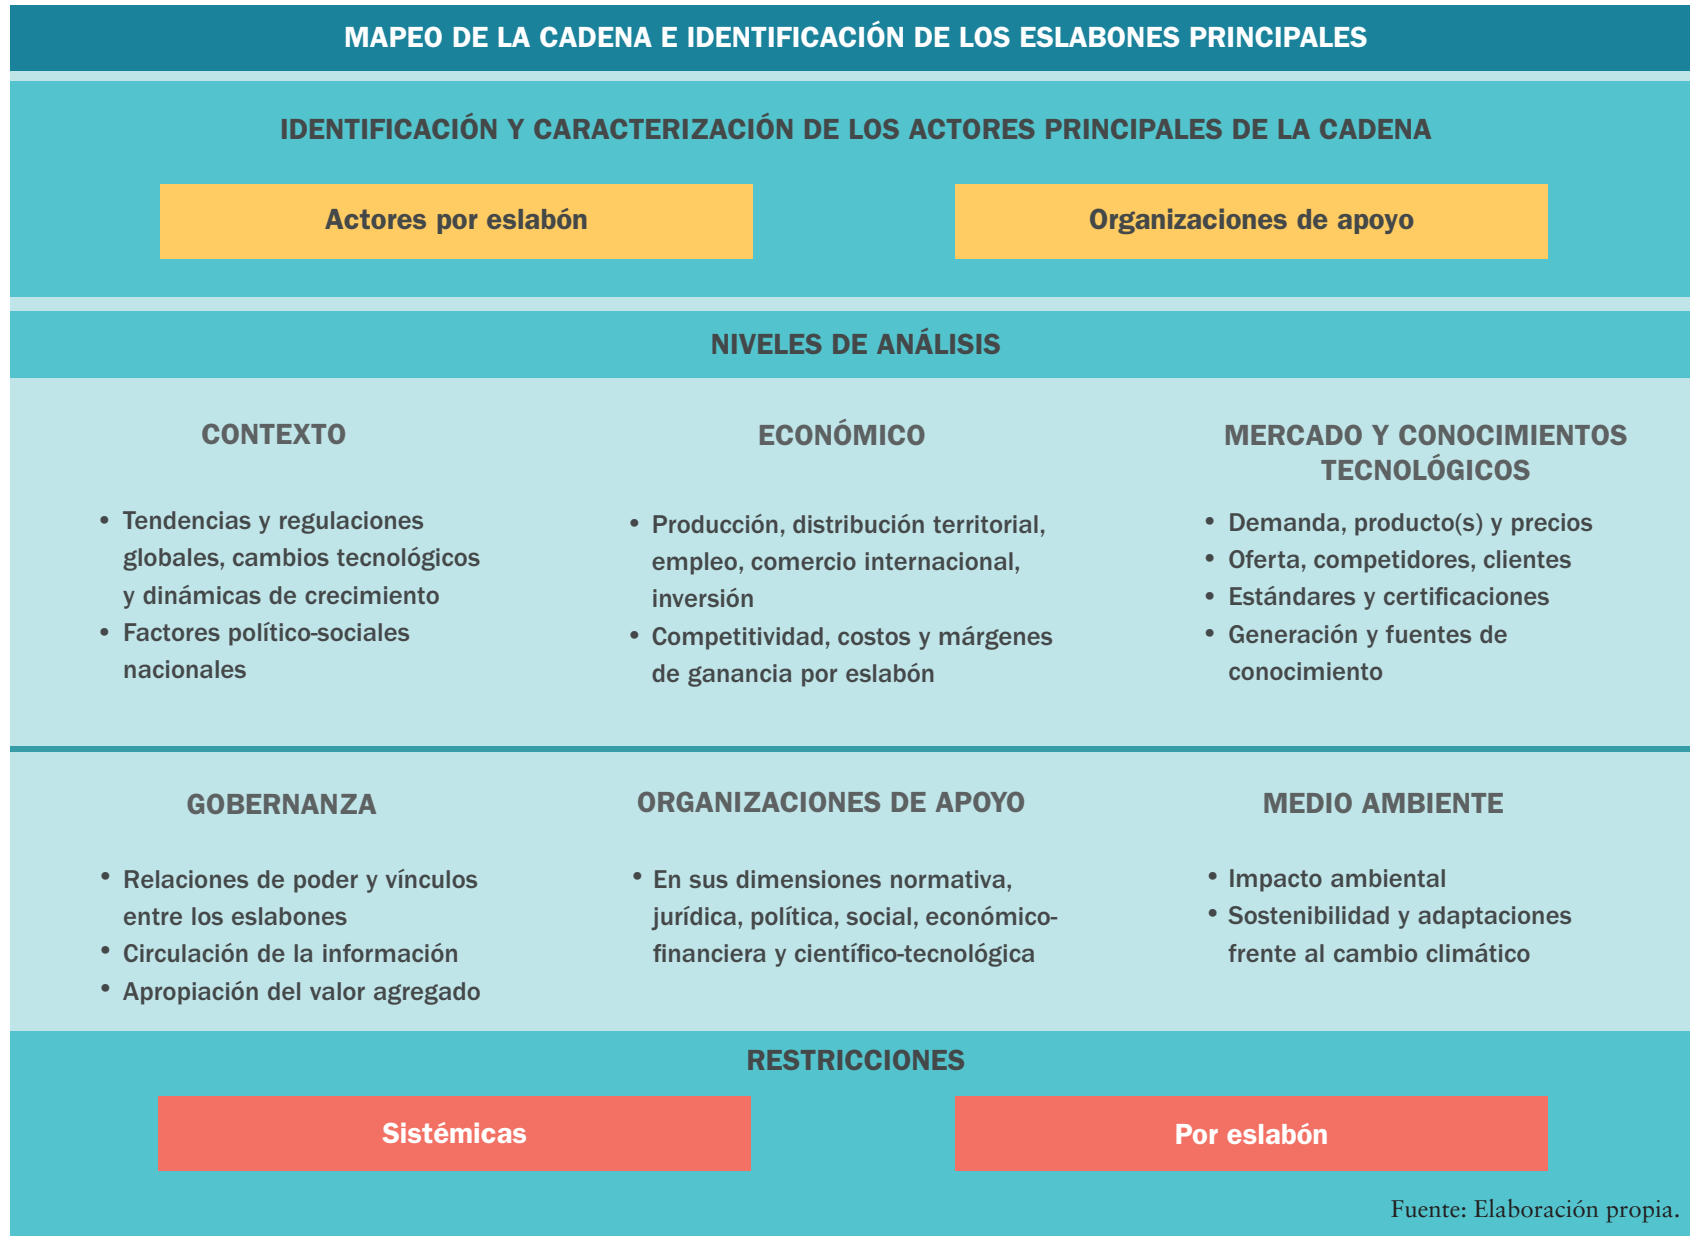 MAPEO DE LA CADENA E IDENTIFICACIÓN DE LOS ESLABONES PRINCIPALES
IDENTIFICACIÓN Y CARACTERIZACIÓN DE LOS ACTORES PRINCIPALES DE LA CADENA
Actores por eslabón
Organizaciones de apoyo
NIVELES DE ANÁLISIS
CONTEXTO
• Tendencias y regulaciones
globales, cambios tecnológicos
y dinámicas de crecimiento
• Factores político-sociales
nacionales
ECONÓMICO
• Producción, distribución territorial,
empleo, comercio internacional,
inversión
• Competitividad, costos y márgenes
de ganancia por eslabón
MERCADO Y CONOCIMIENTOS
TECNOLÓGICOS
• Demanda, producto(s) y precios
• Oferta, competidores, clientes
• Estándares y certificaciones
• Generación y fuentes de
conocimiento
GOBERNANZA
• Relaciones de poder y vínculos
entre los eslabones
• Circulación de la información
• Apropiación del valor agregado
ORGANIZACIONES DE APOYO
• En sus dimensiones normativa,
jurídica, política, social, económico-
financiera y científico-tecnológica
MEDIO AMBIENTE
• Impacto ambiental
• Sostenibilidad y adaptaciones
frente al cambio climático
RESTRICCIONES
Sistémicas
Por eslabón
Fuente: Elaboración propia.